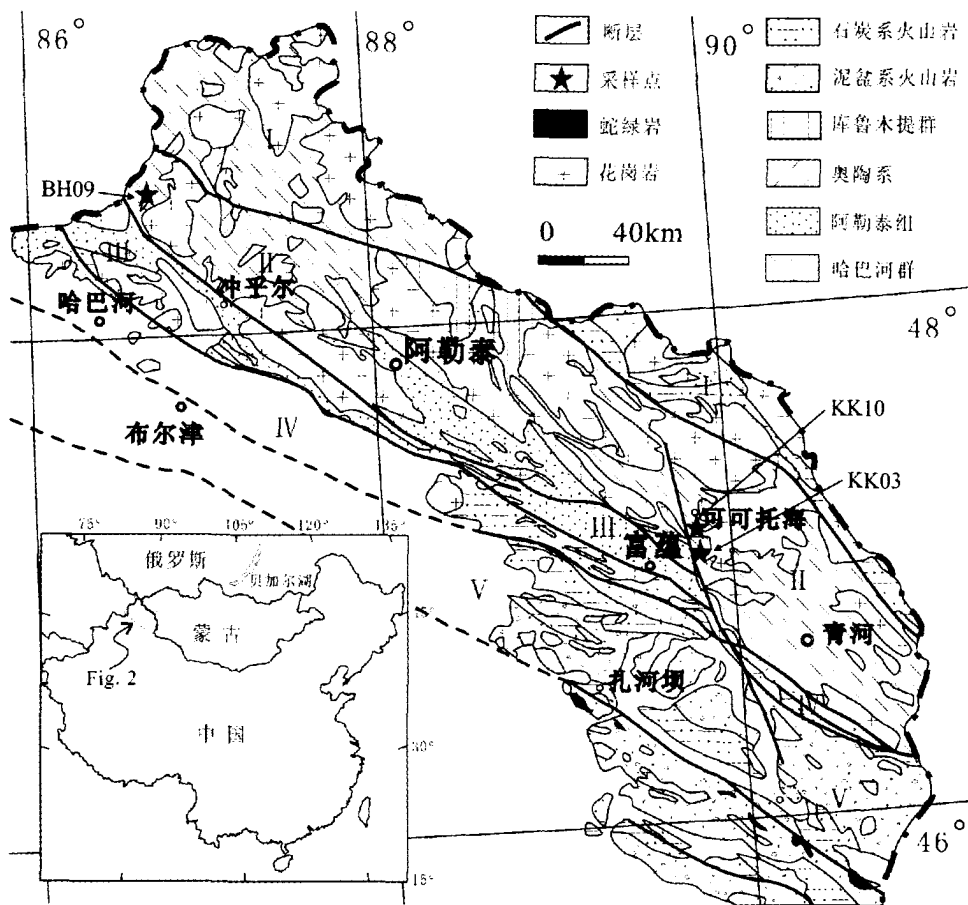 86°
88°
90°
断层
采样点
蛇绿岩
花岗岩
0 40km
石炭系火山岩
泥盆系火山岩
库鲁木提群
奥陶系
阿勒泰组
哈巴河群
I
BH09
III
II
冲乎尔
哈巴河
48°
阿勒泰
I
KK10
布尔津
IV
KK03
可可托海
III
富蕴
II
V
青河
扎河坝
IV
V
46°
75°
90°
105°
120°
135°
俄罗斯
贝加尔湖
蒙古
Fig. 2
中国
30°
15°